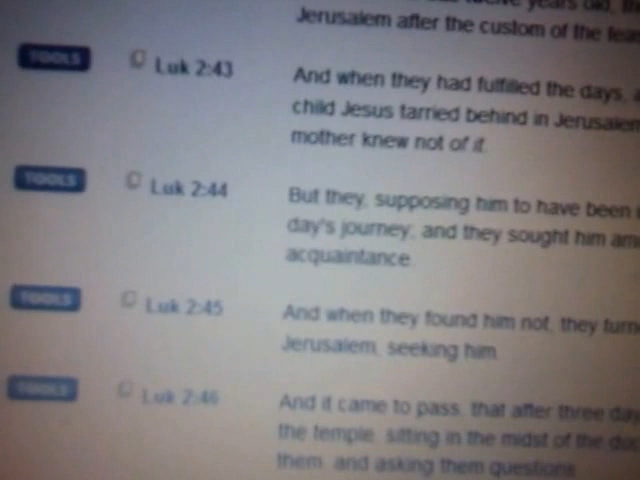 twelve years old,
Jerusalem after the custom of the
TOOLS Luk 2:43 And when they had fulfilled the days,
child Jesus tarried behind in Jerusalem
mother knew not of it.
TOOLS Luk 2:44 But they, supposing him to have been
day's journey; and they sought him
acquaintance.
TOOLS Luk 2:45 And when they found him not, they
Jerusalem, seeking him.
TOOLS Luk 2:46 And it came to pass, that after three
the temple, sitting in the midst of the
them, and asking them questions.